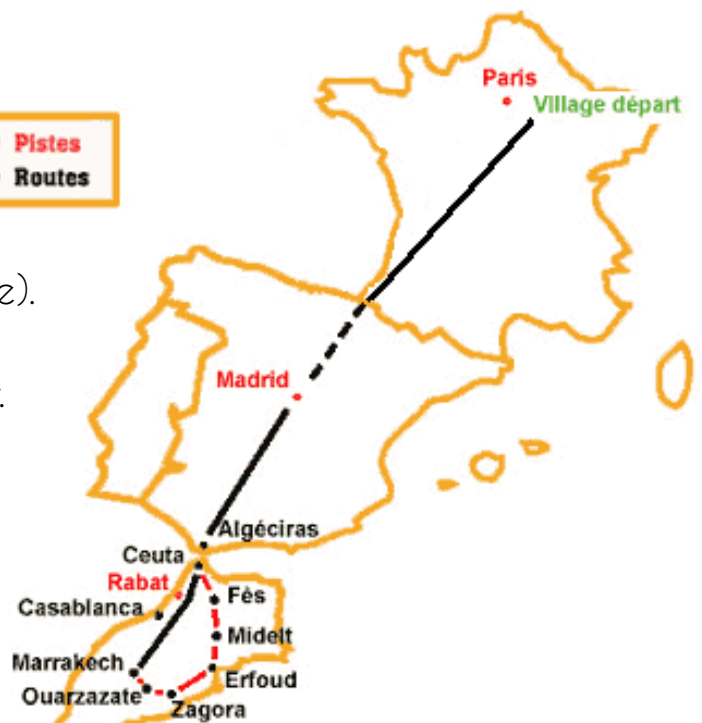 Paris
Village départ
Pistes
Routes
e).
Madrid
Algéciras
Ceuta
Rabat
Fès
Casablanca
Midelt
Marrakech
Erfoud
Ouarzazate
Zagora